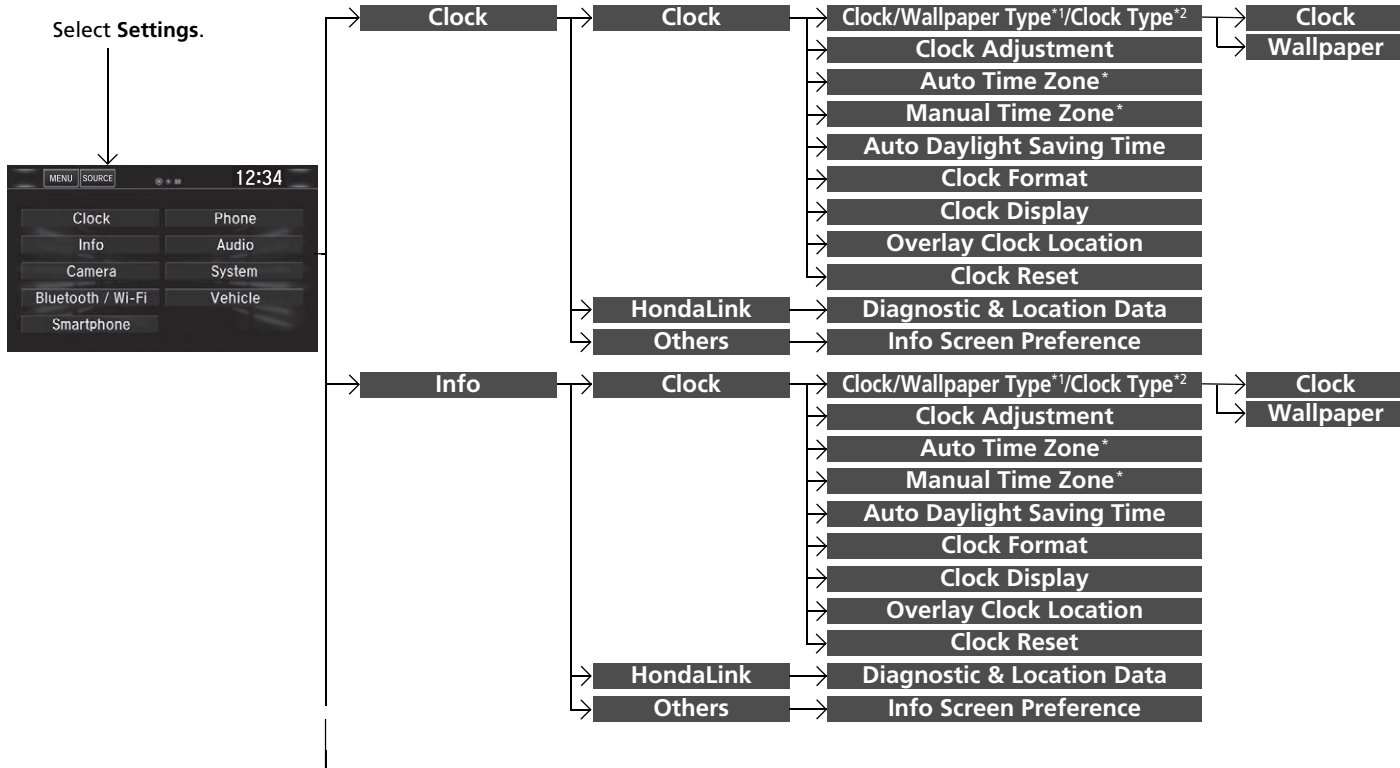 Select Settings.
MENU SOURCE 12:34
Clock Phone
Info Audio
Camera System
Bluetooth / Wi-Fi Vehicle
Smartphone
Clock
Clock
Clock/Wallpaper Type*1/Clock Type*2
Clock
Wallpaper
Clock Adjustment
Auto Time Zone*
Manual Time Zone*
Auto Daylight Saving Time
Clock Format
Clock Display
Overlay Clock Location
Clock Reset
HondaLink
Diagnostic & Location Data
Others
Info Screen Preference
Info
Clock
Clock/Wallpaper Type*1/Clock Type*2
Clock
Wallpaper
Clock Adjustment
Auto Time Zone*
Manual Time Zone*
Auto Daylight Saving Time
Clock Format
Clock Display
Overlay Clock Location
Clock Reset
HondaLink
Diagnostic & Location Data
Others
Info Screen Preference